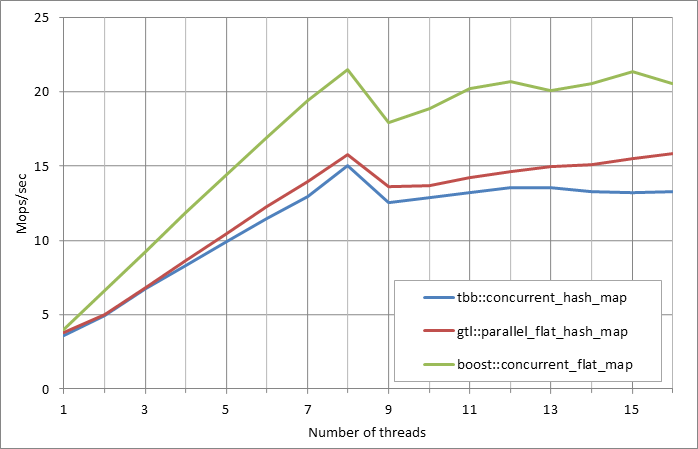 25
20
15
10
5
0
Mops/sec
tbb::concurrent_hash_map
gtl::parallel_flat_hash_map
boost::concurrent_flat_map
1 3 5 7 9 11 13 15
Number of threads